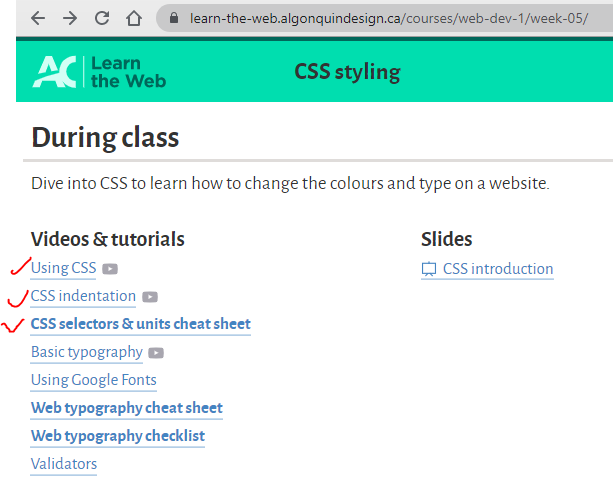 learn-the-web.algonquindesign.ca/courses/web-dev-1/week-05/
AC Learn
the Web
CSS styling
During class
Dive into CSS to learn how to change the colours and type on a website.
Videos & tutorials
Using CSS
CSS indentation
CSS selectors & units cheat sheet
Basic typography
Using Google Fonts
Web typography cheat sheet
Web typography checklist
Validators
Slides
CSS introduction